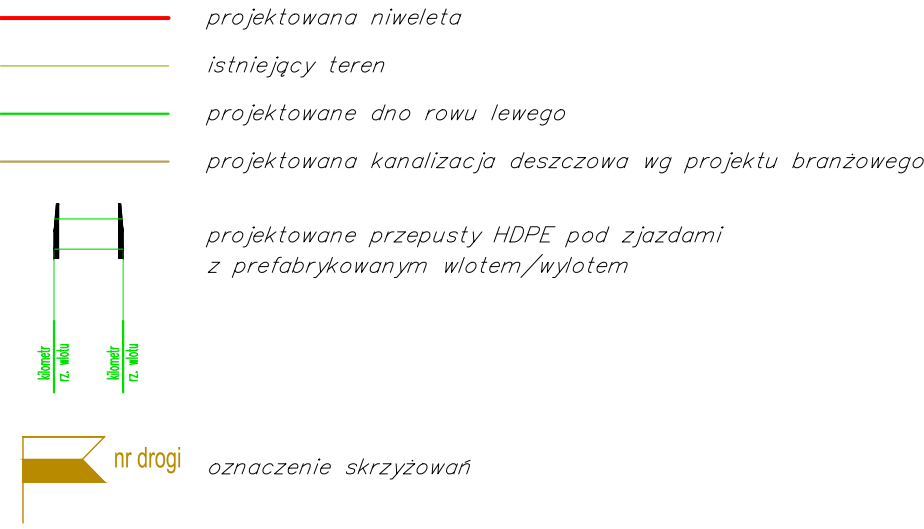 projektowana niweleta
istniejący teren
projektowane dno rowu lewego
projektowana kanalizacja deszczowa wg projektu branżowego
projektowane przepusty HDPE pod zjazdami
z prefabrykowanym wlotem/wylotem
kilometr
rz. wlotu
kilometr
rz. wlotu
nr drogi
oznaczenie skrzyżowań